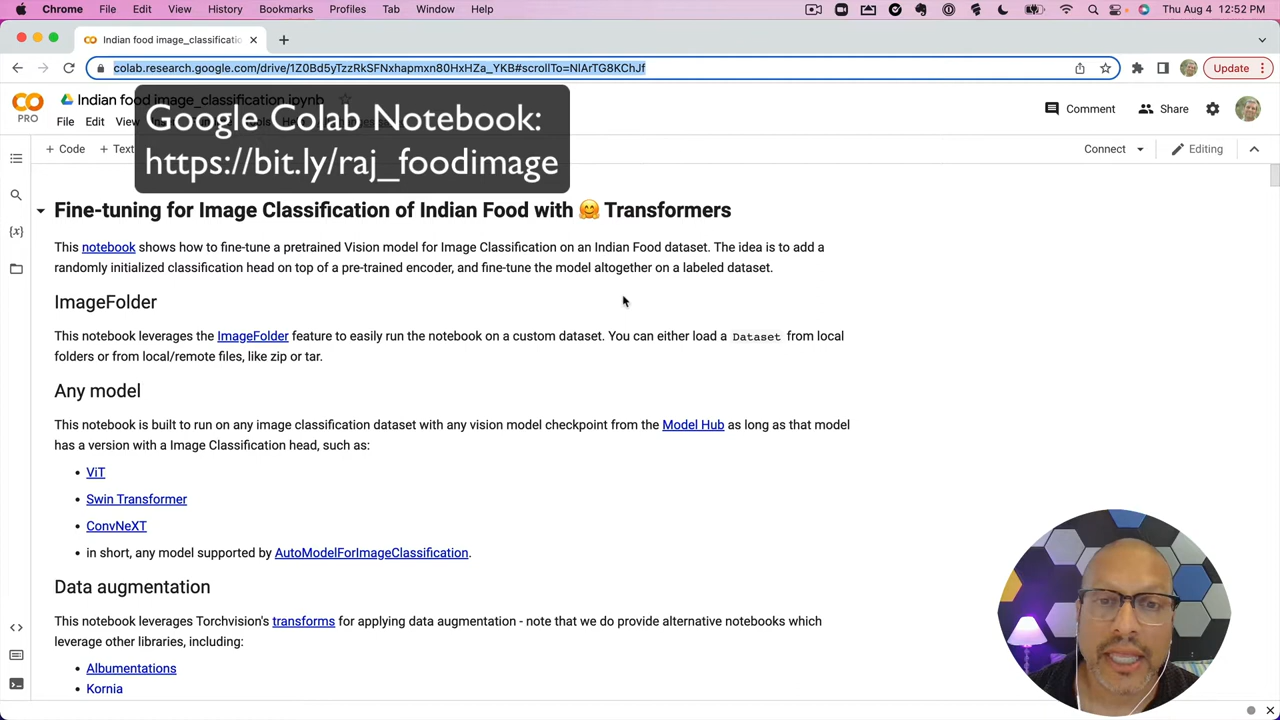 Chrome File Edit View History Bookmarks Profiles Tab Window Help Thu Aug 4 12:52 PM
Indian food image_classificatio
colab.research.google.com/drive/1Z0Bd5yTzzRkSFNxhapmxn80HxHZa_YKB#scrollTo=NlArTG8KChJf Update
CO PRO Indian food image_classification ipynb
File Edit View Comment Share
Google Colab Notebook:
https://bit.ly/raj_foodimage
+ Code + Text Connect Editing
Fine-tuning for Image Classification of Indian Food with 🤗 Transformers
This notebook shows how to fine-tune a pretrained Vision model for Image Classification on an Indian Food dataset. The idea is to add a
randomly initialized classification head on top of a pre-trained encoder, and fine-tune the model altogether on a labeled dataset.
ImageFolder
This notebook leverages the ImageFolder feature to easily run the notebook on a custom dataset. You can either load a Dataset from local
folders or from local/remote files, like zip or tar.
Any model
This notebook is built to run on any image classification dataset with any vision model checkpoint from the Model Hub as long as that model
has a version with a Image Classification head, such as:
• ViT
• Swin Transformer
• ConvNeXT
• in short, any model supported by AutoModelForImageClassification.
Data augmentation
This notebook leverages Torchvision's transforms for applying data augmentation - note that we do provide alternative notebooks which
leverage other libraries, including:
• Albumentations
• Kornia